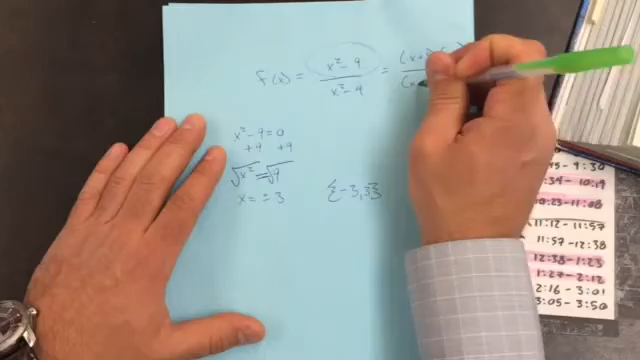 f(x) = x² - 9 / x² - 4 = (x+
x² - 9 = 0
+9 +9
√x² = √9
x = ± 3
{-3, 3}
- 9:30
- 10:19
10:23 - 11:08
11:12 - 11:57
11:57 - 12:38
12:38 - 1:23
1:27 - 2:12
2:16 - 3:01
3:05 - 3:50